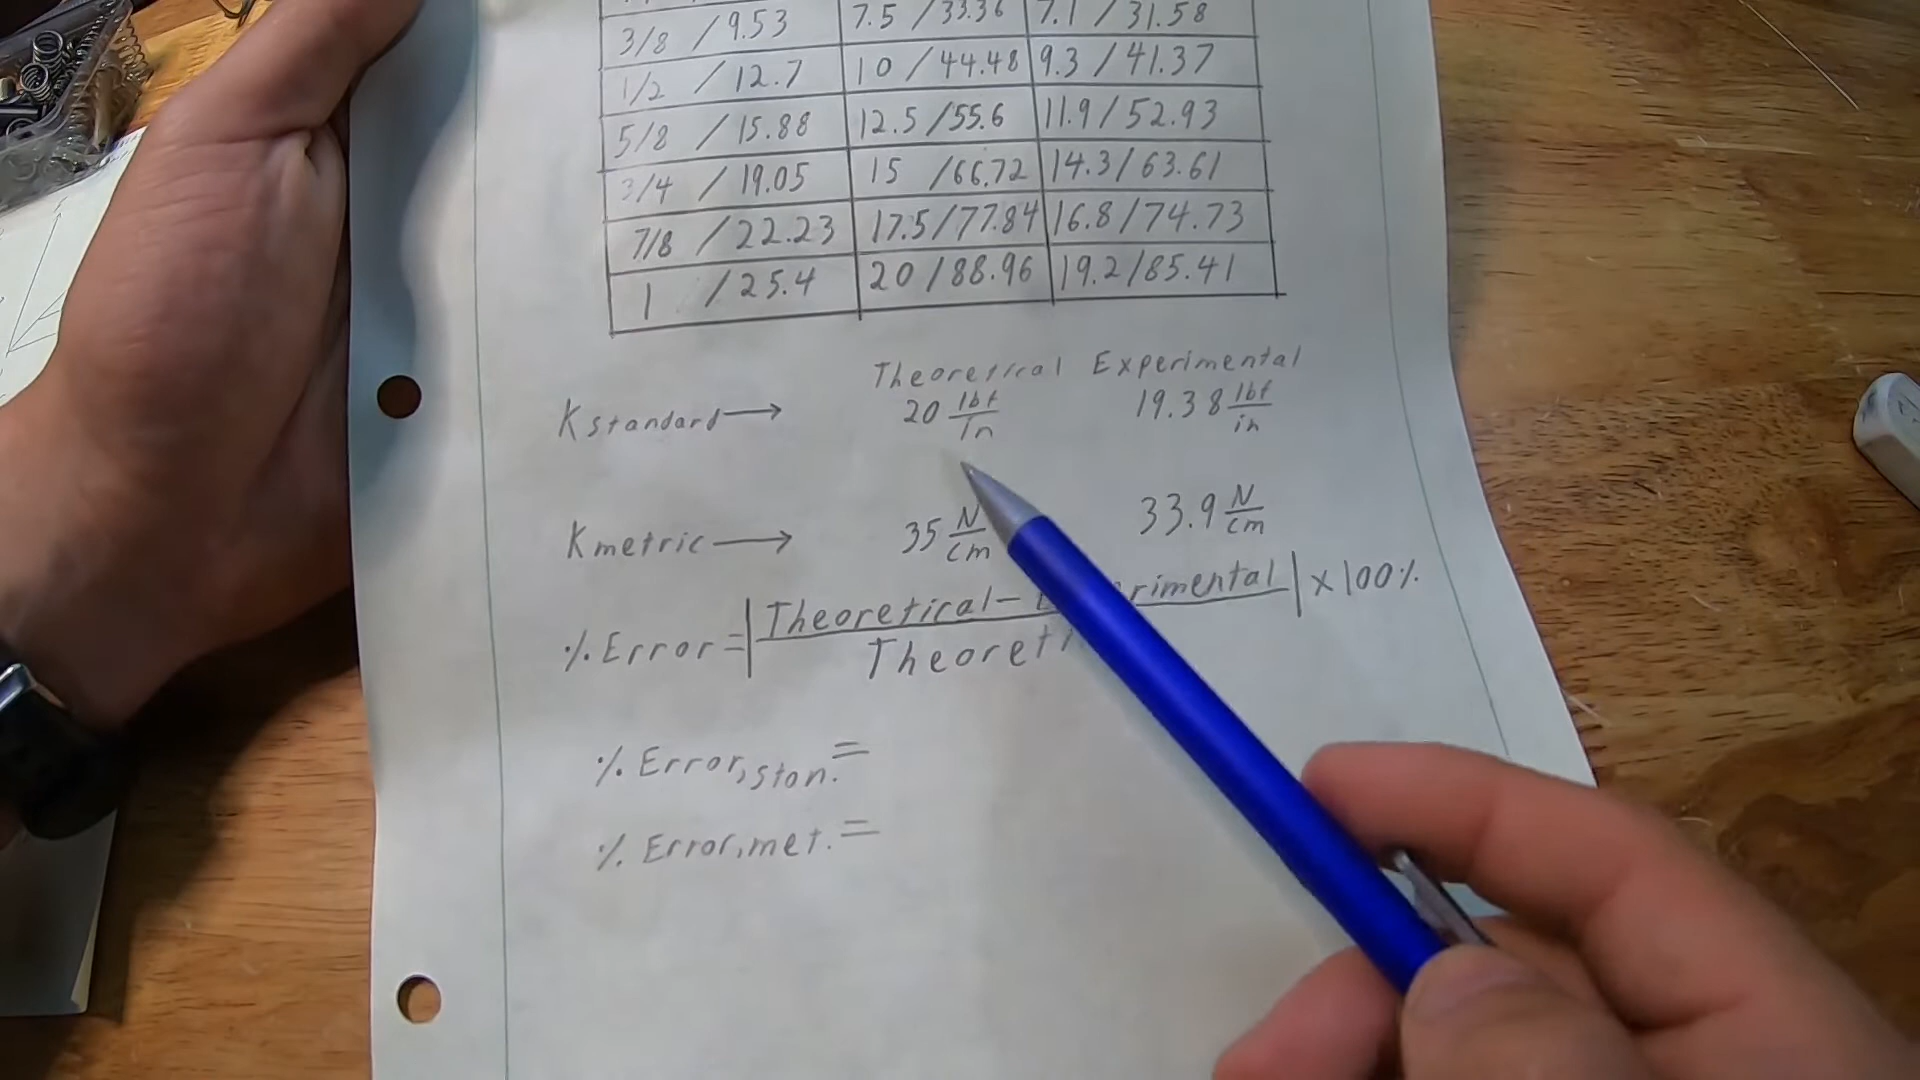 3/8 / 9.53 7.5 / 33.36 7.1 / 31.58
1/2 / 12.7 10 / 44.48 9.3 / 41.37
5/8 / 15.88 12.5 / 55.6 11.9 / 52.93
3/4 / 19.05 15 / 66.72 14.3 / 63.61
7/8 / 22.23 17.5 / 77.84 16.8 / 74.73
1 / 25.4 20 / 88.96 19.2 / 85.41
Theoretical Experimental
Kstandard → 20 lbf/in 19.38 lbf/in
Kmetric → 35 N/cm 33.9 N/cm
% Error = |Theoretical - rimental / Theoreti| x 100%
% Error, stan. =
% Error, met. =